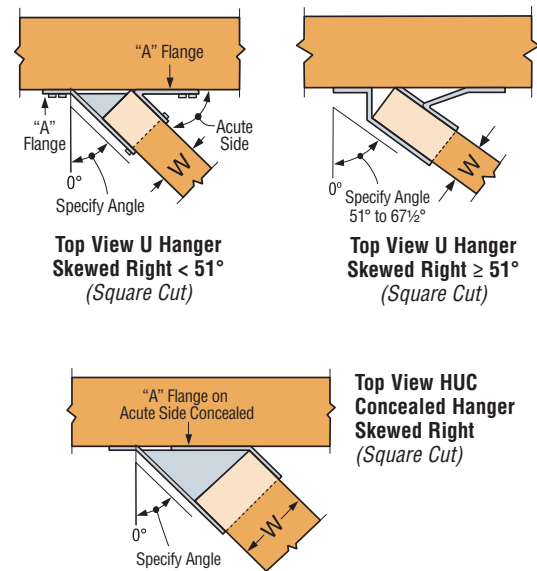 “A” Flange
“A”
Flange
Acute
Side
W
0°
Specify Angle
Top View U Hanger
Skewed Right < 51°
(Square Cut)
W
0°
Specify Angle
51° to 67½°
Top View U Hanger
Skewed Right ≥ 51°
(Square Cut)
“A” Flange on
Acute Side Concealed
W
0°
Specify Angle
Top View HUC
Concealed Hanger
Skewed Right
(Square Cut)